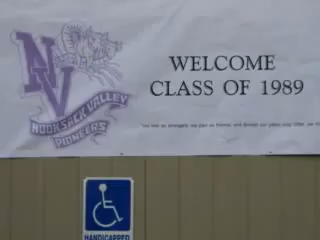 NV
NOOKSACK VALLEY
PIONEERS
WELCOME
CLASS OF 1989
HANDICAPPED